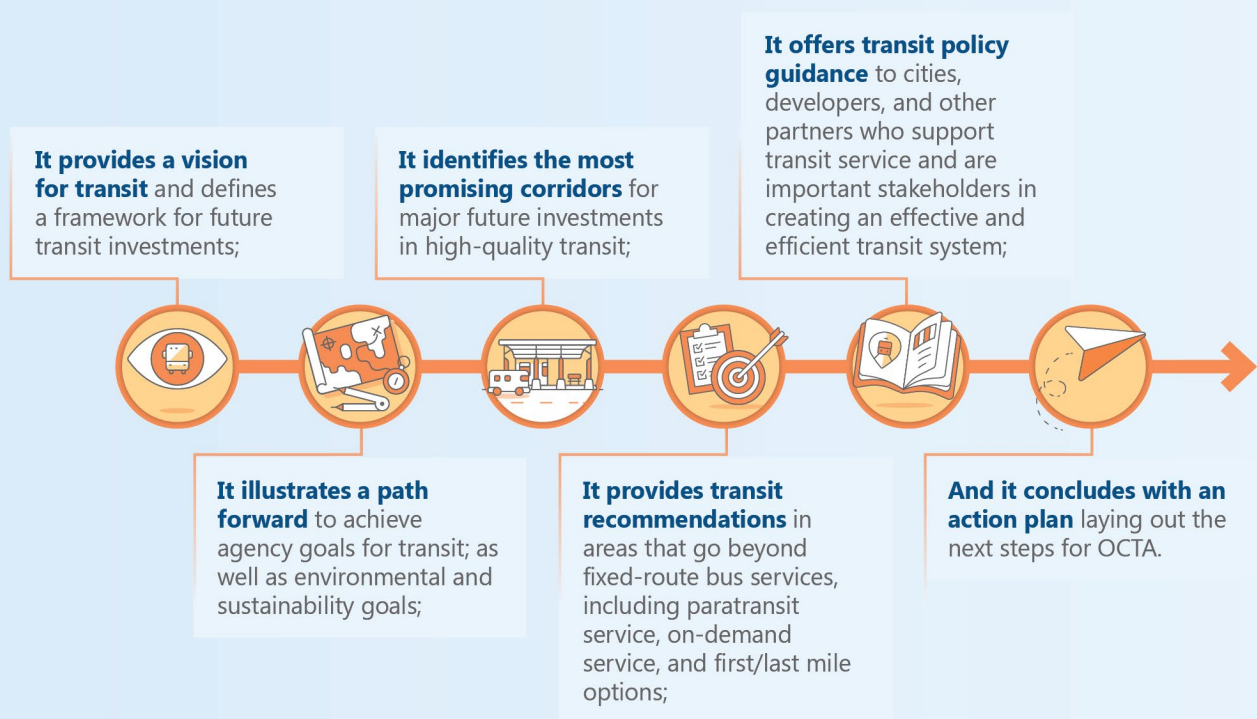 It provides a vision
for transit and defines
a framework for future
transit investments;
It illustrates a path
forward to achieve
agency goals for transit; as
well as environmental and
sustainability goals;
It identifies the most
promising corridors for
major future investments
in high-quality transit;
It provides transit
recommendations in
areas that go beyond
fixed-route bus services,
including paratransit
service, on-demand
service, and first/last mile
options;
It offers transit policy
guidance to cities,
developers, and other
partners who support
transit service and are
important stakeholders in
creating an effective and
efficient transit system;
And it concludes with an
action plan laying out the
next steps for OCTA.